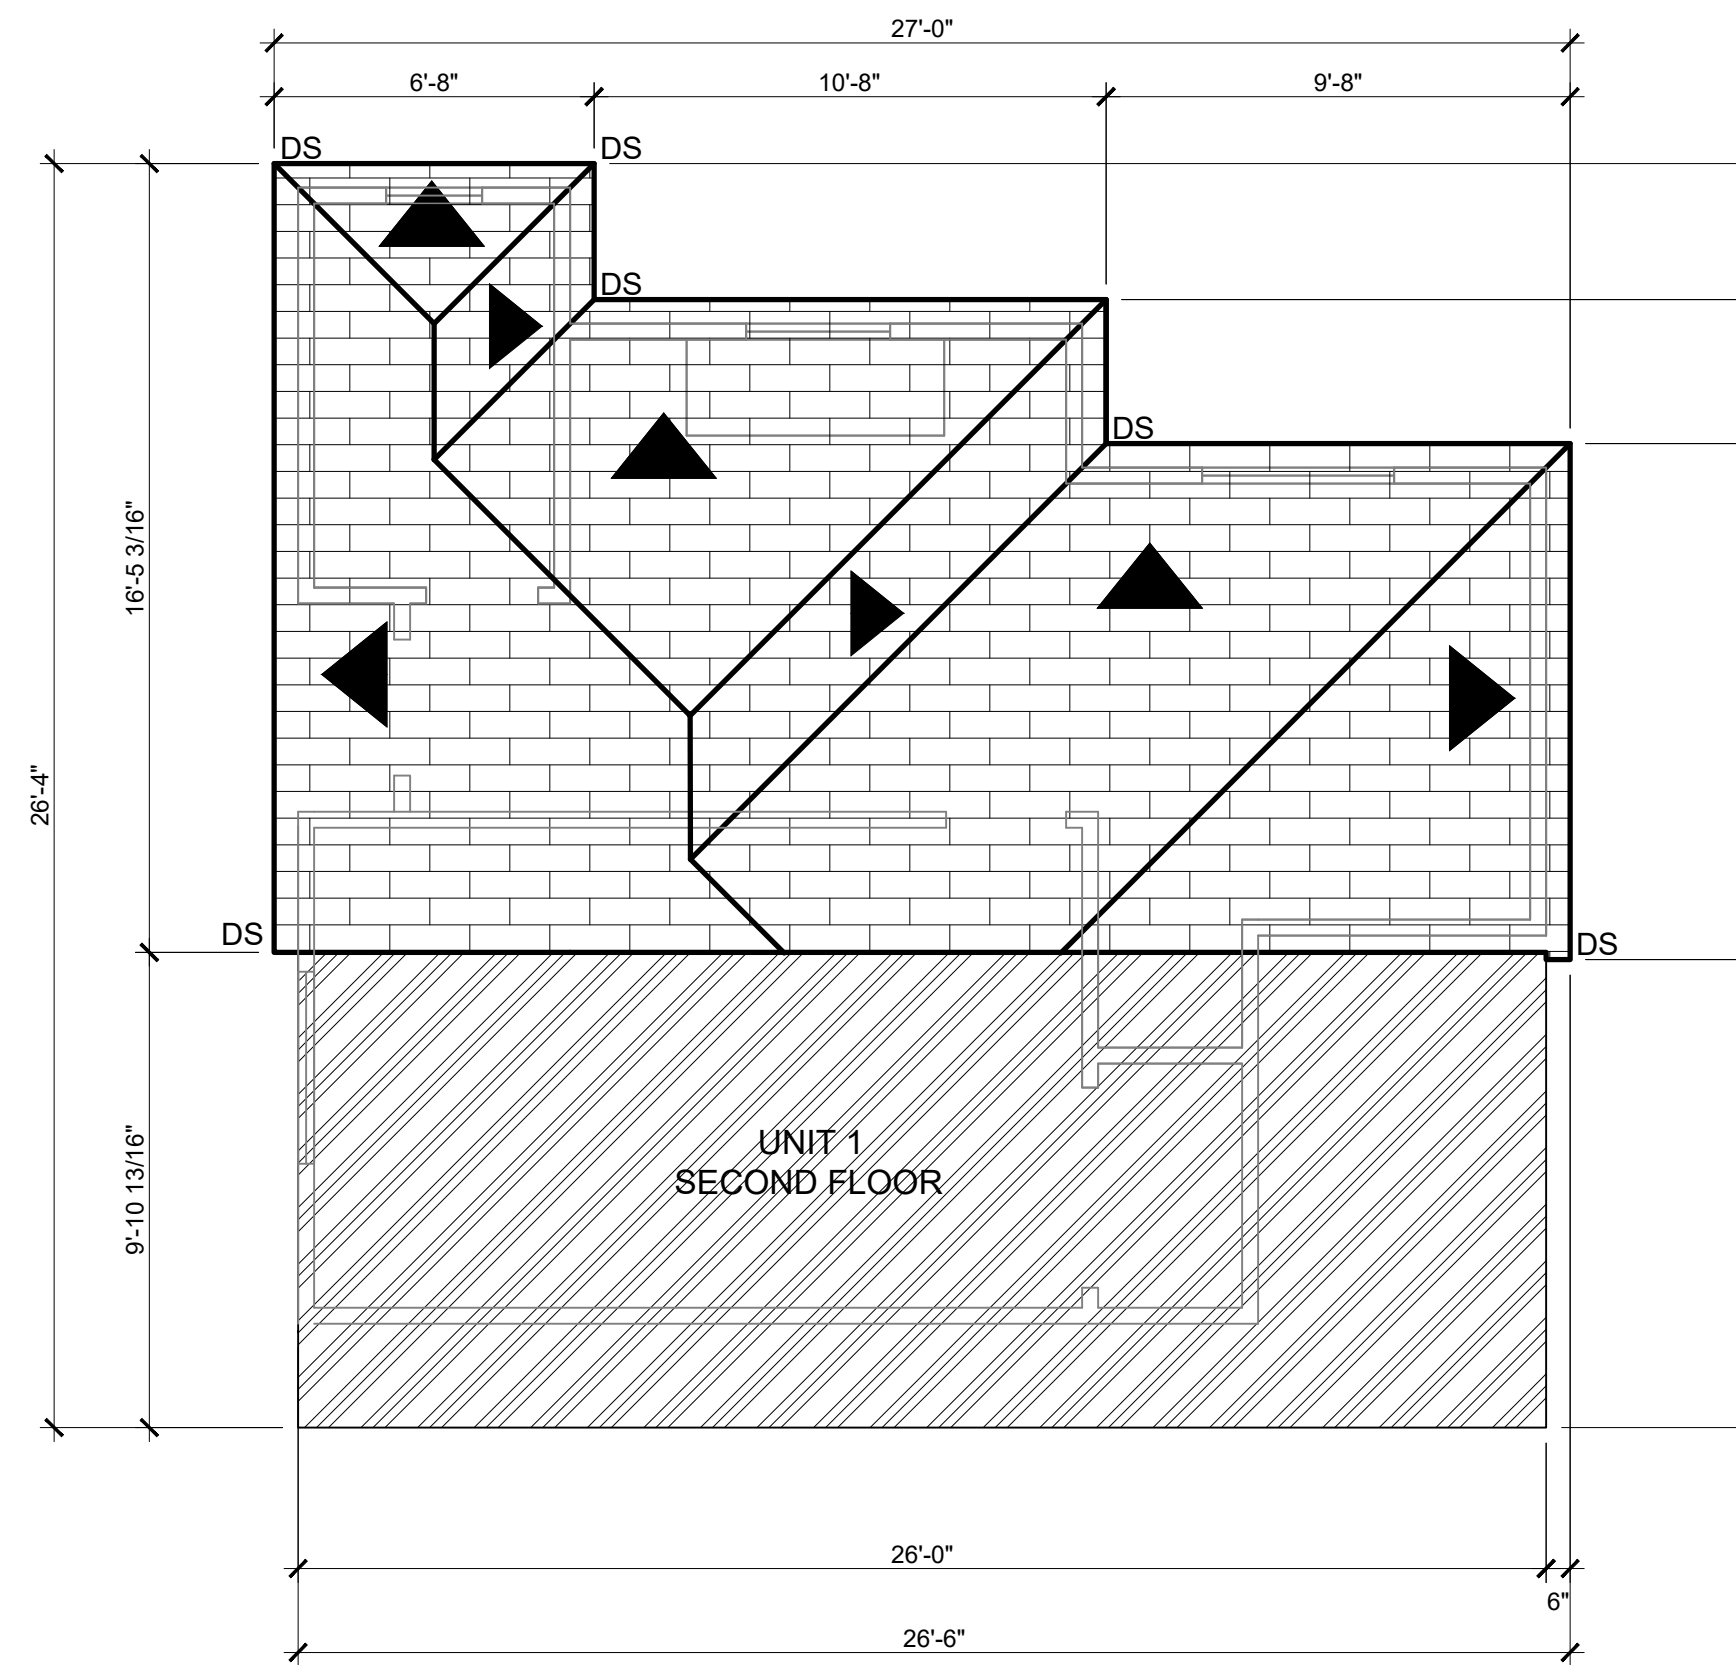 27'-0"
6'-8"
10'-8"
9'-8"
DS
DS
DS
DS
16'-5 3/16"
26'-4"
DS
DS
9'-10 13/16"
UNIT 1
SECOND FLOOR
26'-0"
6"
26'-6"